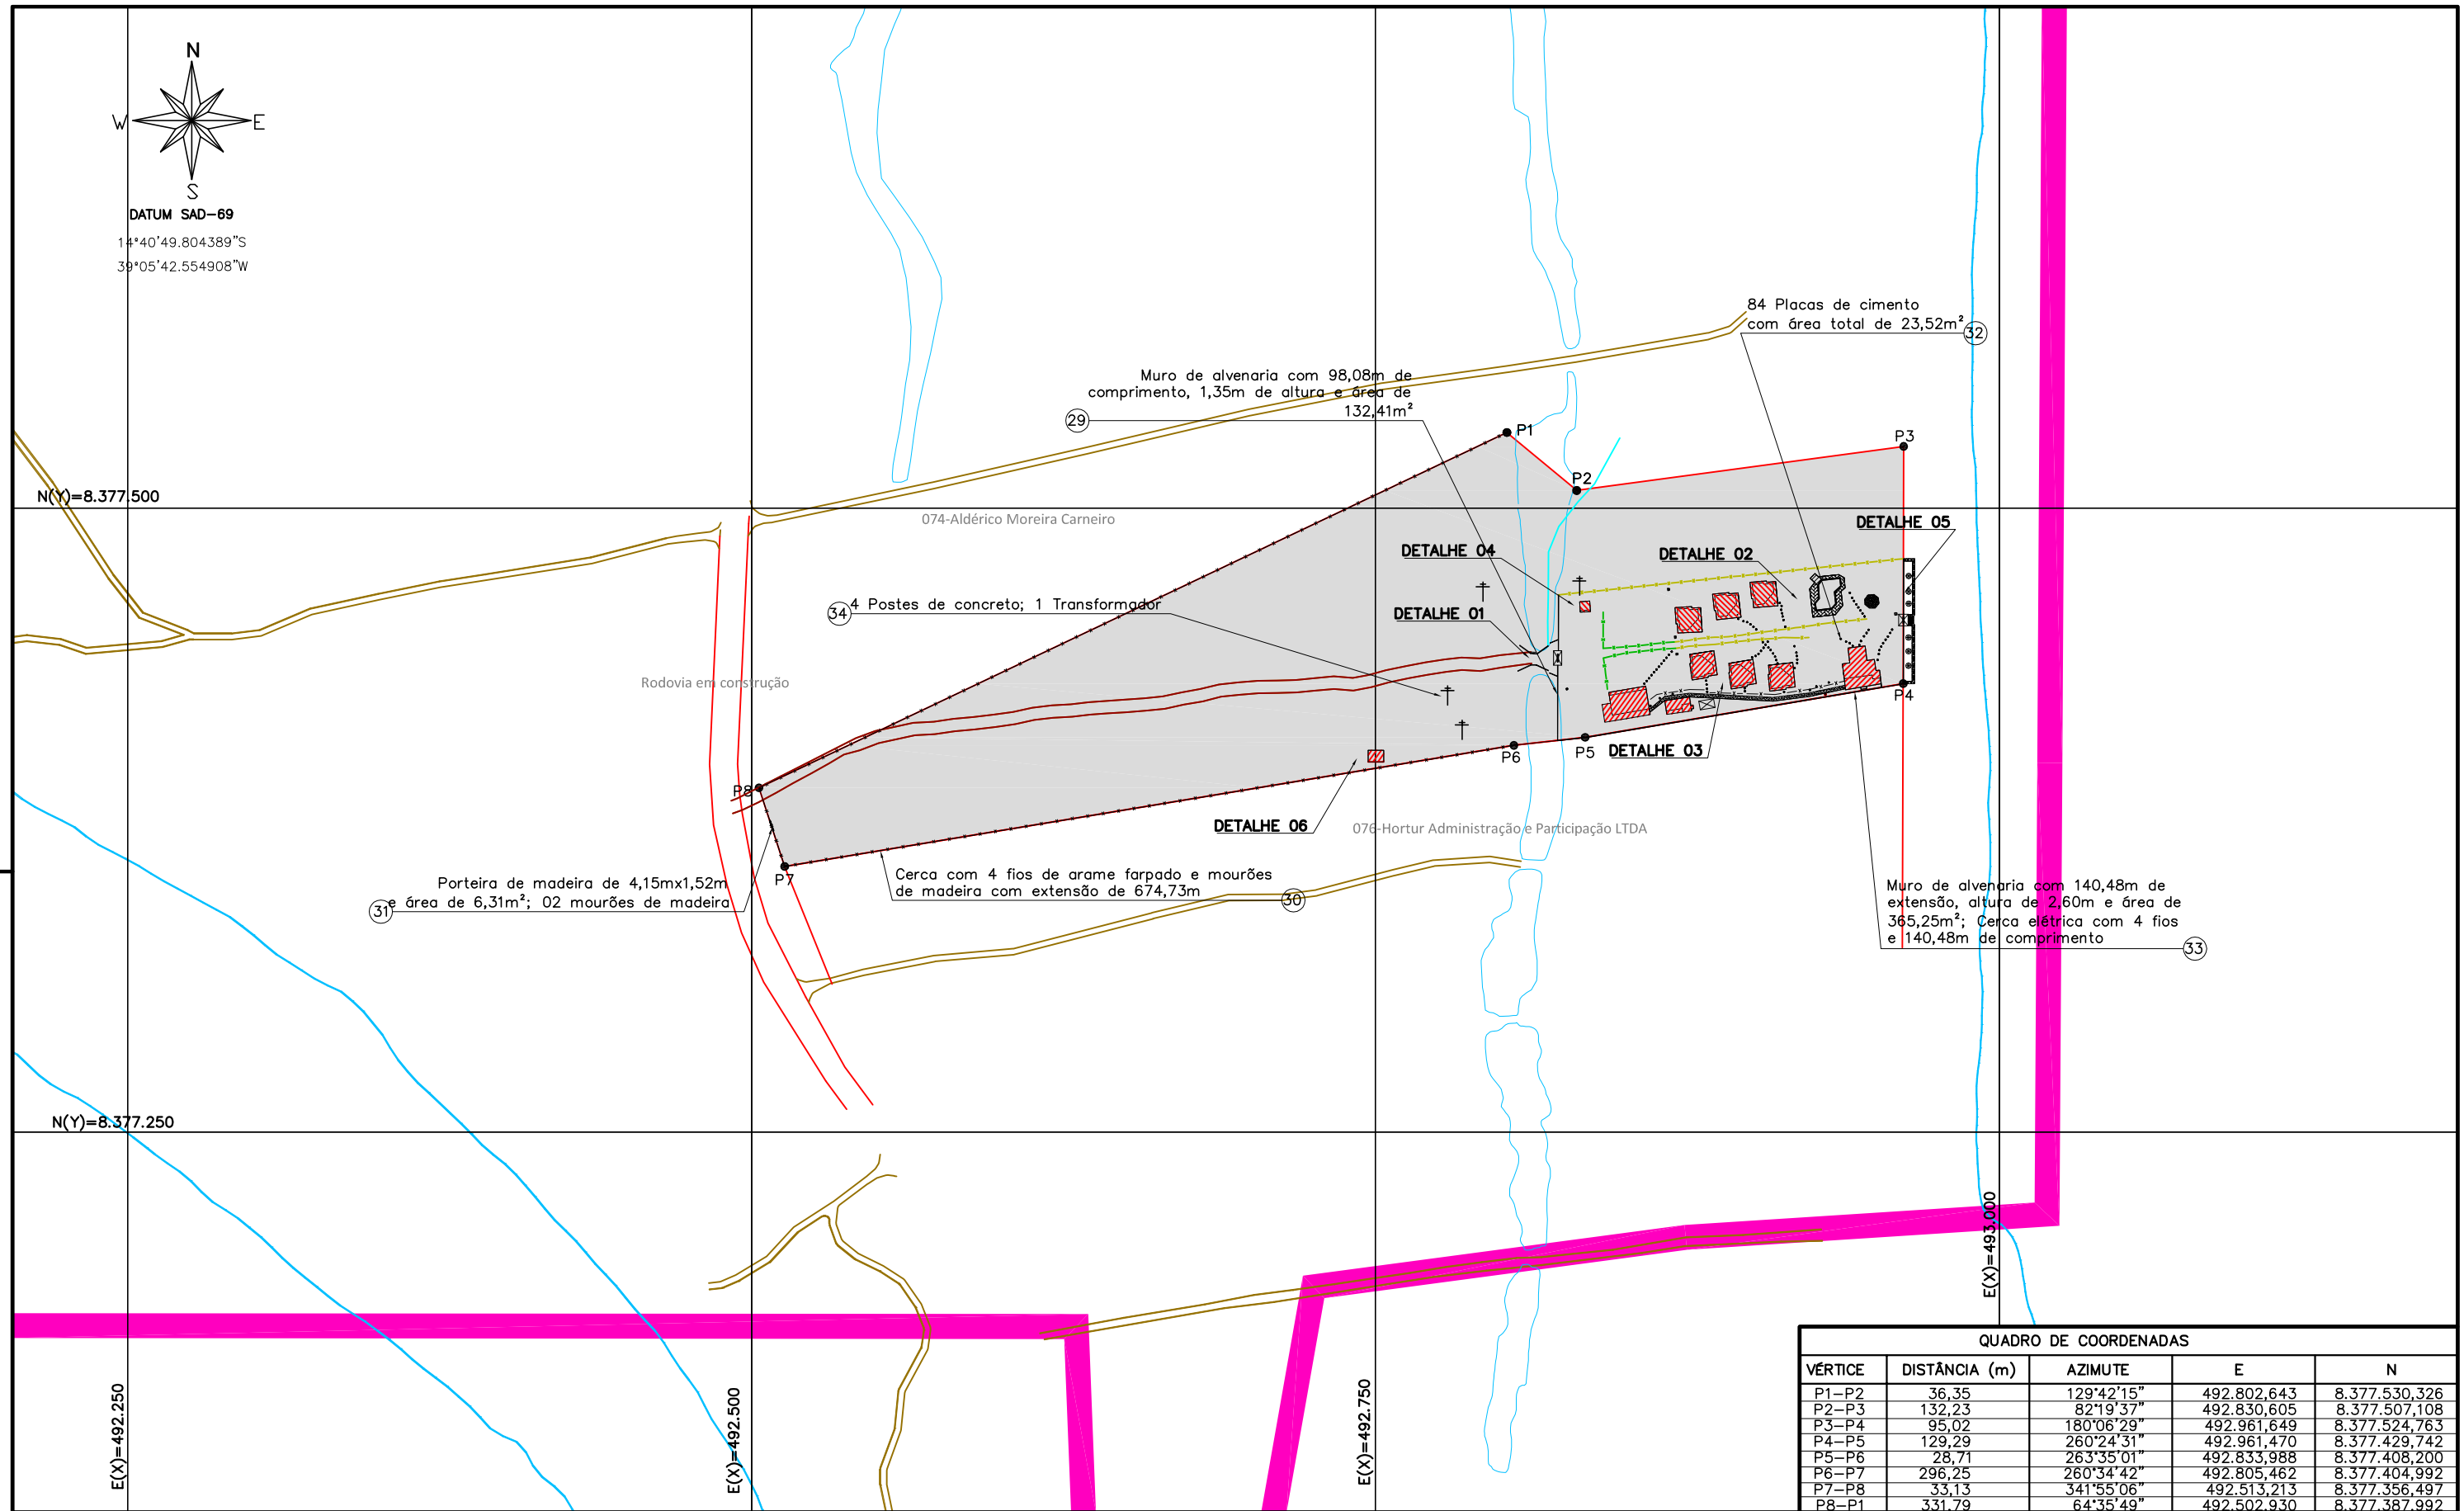 N
W
E
S
DATUM SAD-69
14°40'49.804389"S
39°05'42.554908"W
84 Placas de cimento
com área total de 23,52m²
32
Muro de alvenaria com 98,08m de
comprimento, 1,35m de altura e área de
132,41m²
29
P1
P3
P2
N(Y)=8.377.500
074-Aldérico Moreira Carneiro
DETALHE 05
DETALHE 04
DETALHE 02
34
4 Postes de concreto; 1 Transformador
DETALHE 01
Rodovia em construção
P4
P6
P5
DETALHE 03
P8
DETALHE 06
076-Hortur Administração e Participação LTDA
P7
Cerca com 4 fios de arame farpado e mourões
de madeira com extensão de 674,73m
30
Porteira de madeira de 4,15mx1,52m
e área de 6,31m²; 02 mourões de madeira
31
Muro de alvenaria com 140,48m de
extensão, altura de 2,60m e área de
365,25m²; Cerca elétrica com 4 fios
e 140,48m de comprimento
33
N(Y)=8.377.250
E(X)=492.250
E(X)=492.500
E(X)=492.750
E(X)=493.000
QUADRO DE COORDENADAS
VÉRTICE DISTÂNCIA (m) AZIMUTE E N
P1-P2 36,35 129°42'15" 492.802,643 8.377.530,326
P2-P3 132,23 82°19'37" 492.830,605 8.377.507,108
P3-P4 95,02 180°06'29" 492.961,649 8.377.524,763
P4-P5 129,29 260°24'31" 492.961,470 8.377.429,742
P5-P6 28,71 263°35'01" 492.833,988 8.377.408,200
P6-P7 296,25 260°34'42" 492.805,462 8.377.404,992
P7-P8 33,13 341°55'06" 492.513,213 8.377.356,497
P8-P1 331,79 64°35'49" 492.502,930 8.377.387,992